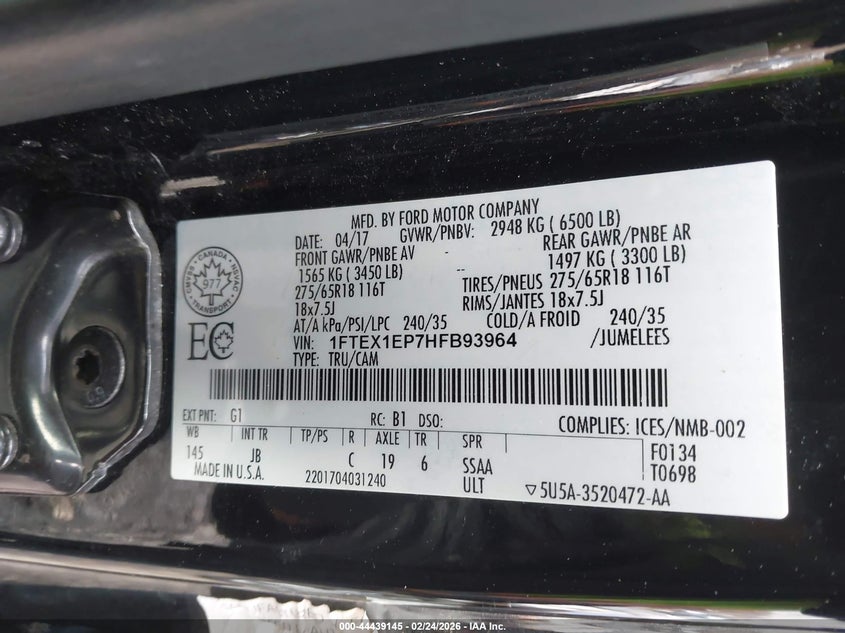 MFD. BY FORD MOTOR COMPANY
DATE: 04/17 GVWR/PNBV: 2948 KG ( 6500 LB)
FRONT GAWR/PNBE AV REAR GAWR/PNBE AR
1565 KG ( 3450 LB) -- 1497 KG ( 3300 LB)
275/65R18 116T TIRES/PNEUS 275/65R18 116T
18x7.5J RIMS/JANTES 18x7.5J
AT/A kPa/PSI/LPC 240/35 COLD/A FROID 240/35
VIN: 1FTEX1EP7HFB93964 /JUMELEES
TYPE: TRU/CAM
CANADA
CMVSS NSVAC
977
TRANSPORT
EC
EXT PNT: G1 RC: B1 DSO: COMPLIES: ICES/NMB-002
WB INT TR TP/PS R AXLE TR SPR F0134
145 JB C 19 6 SSAA T0698
MADE IN U.S.A. 2201704031240 ULT ▽5U5A-3520472-AA
000-44439145 - 02/24/2026 - IAA, Inc.